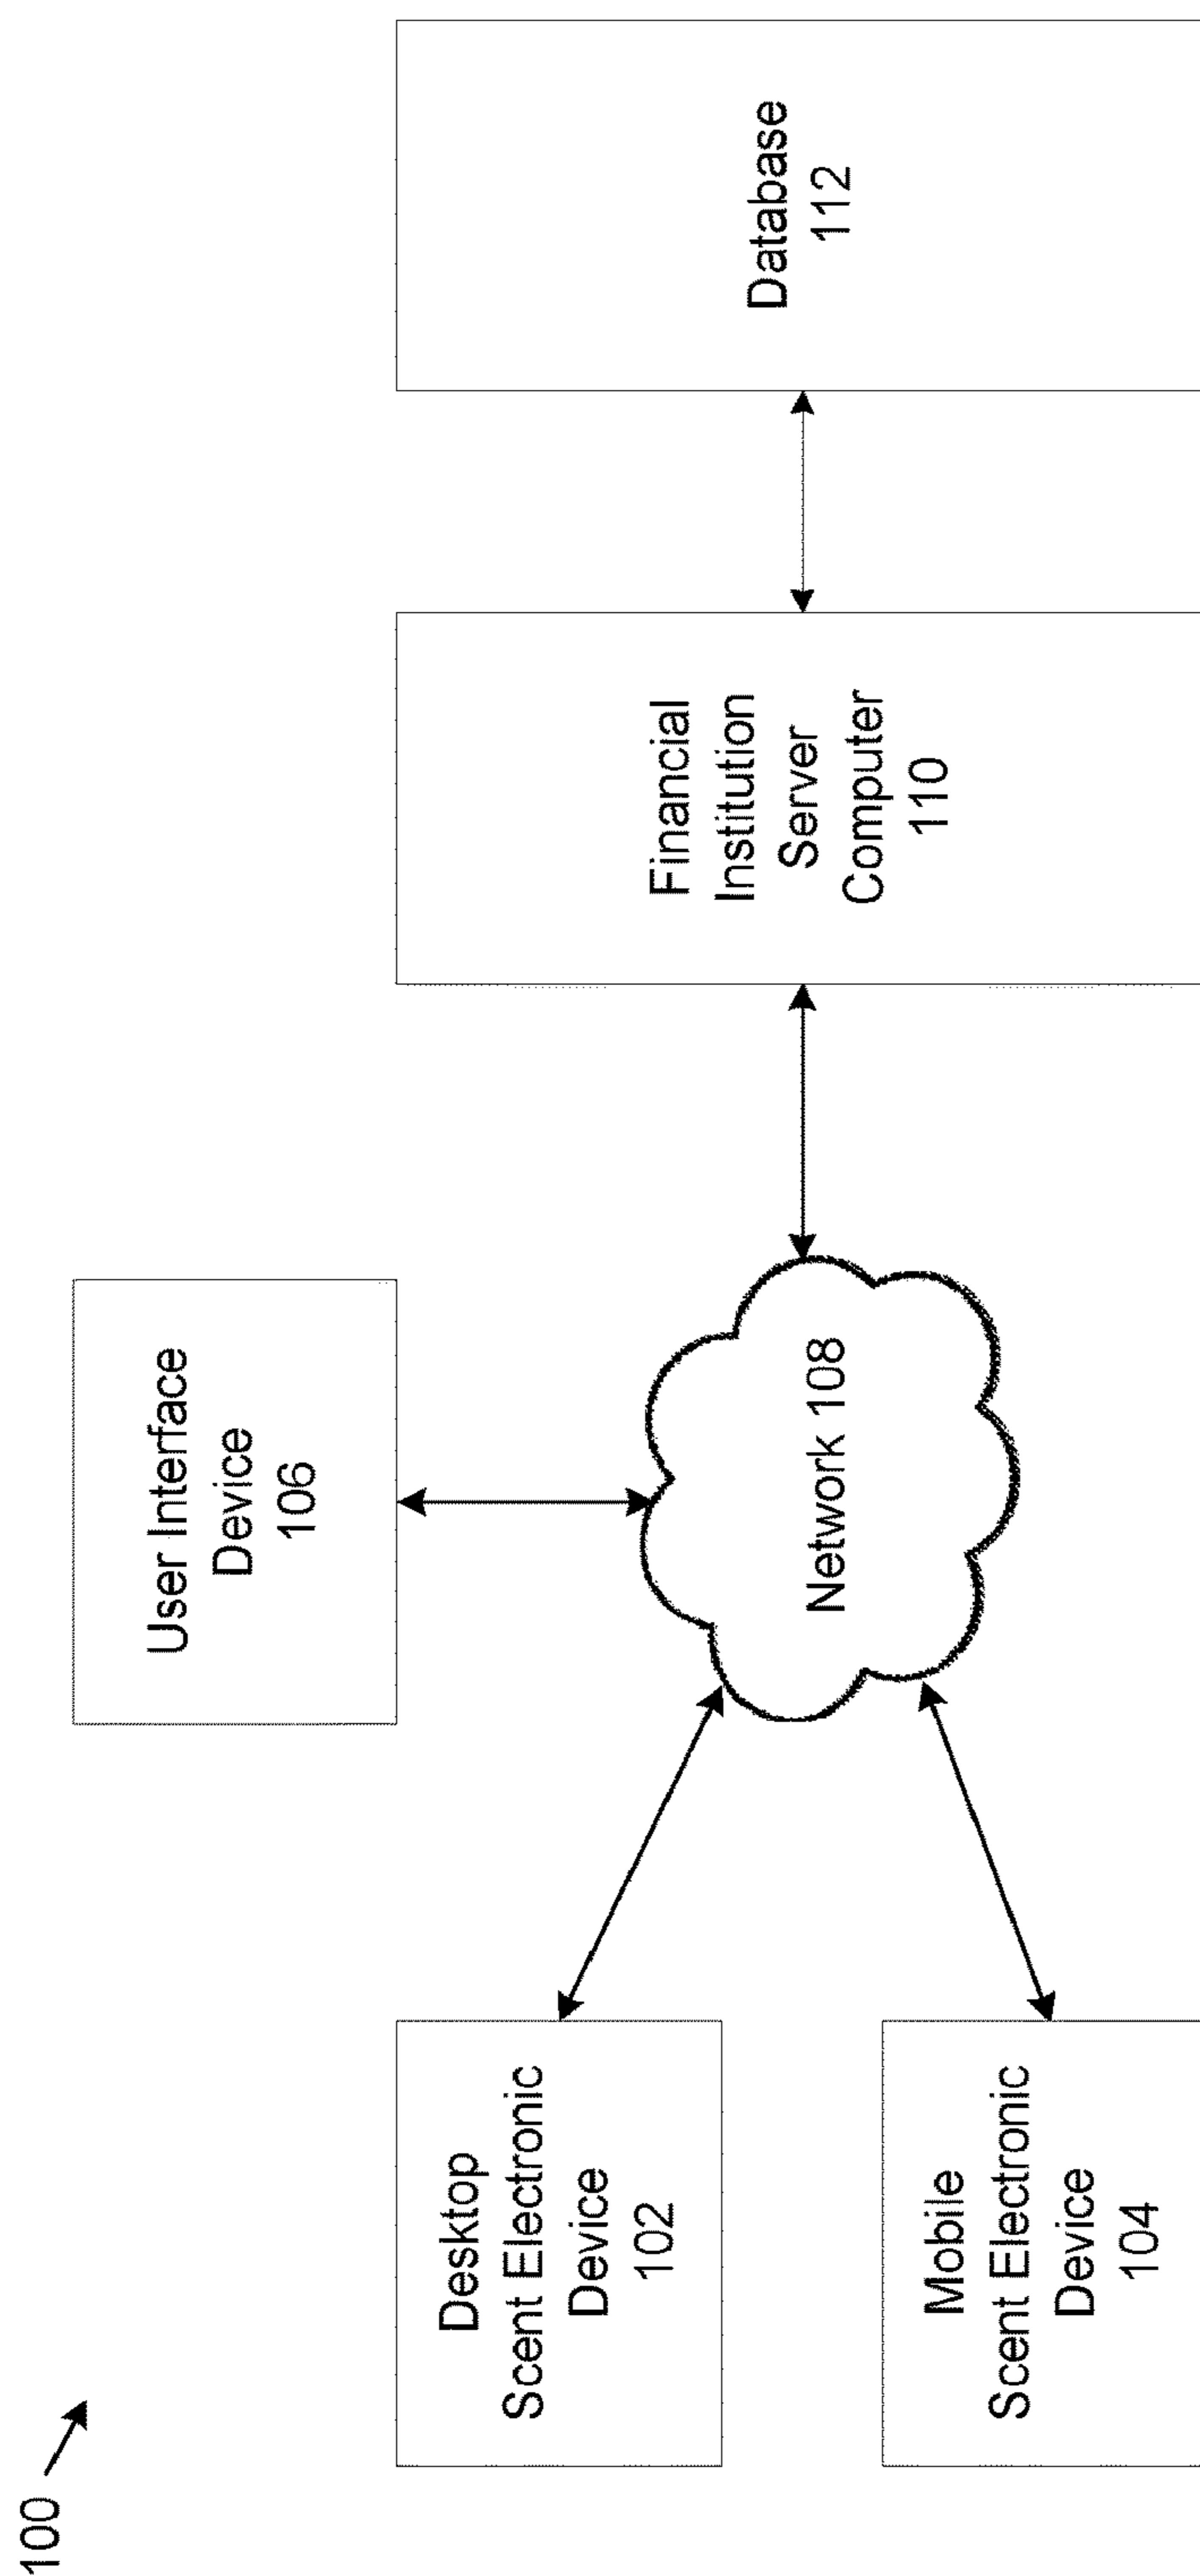 100
User Interface
Device
106
Desktop
Scent Electronic
Device
102
Mobile
Scent Electronic
Device
104
Network 108
Financial
Institution
Server
Computer
110
Database
112